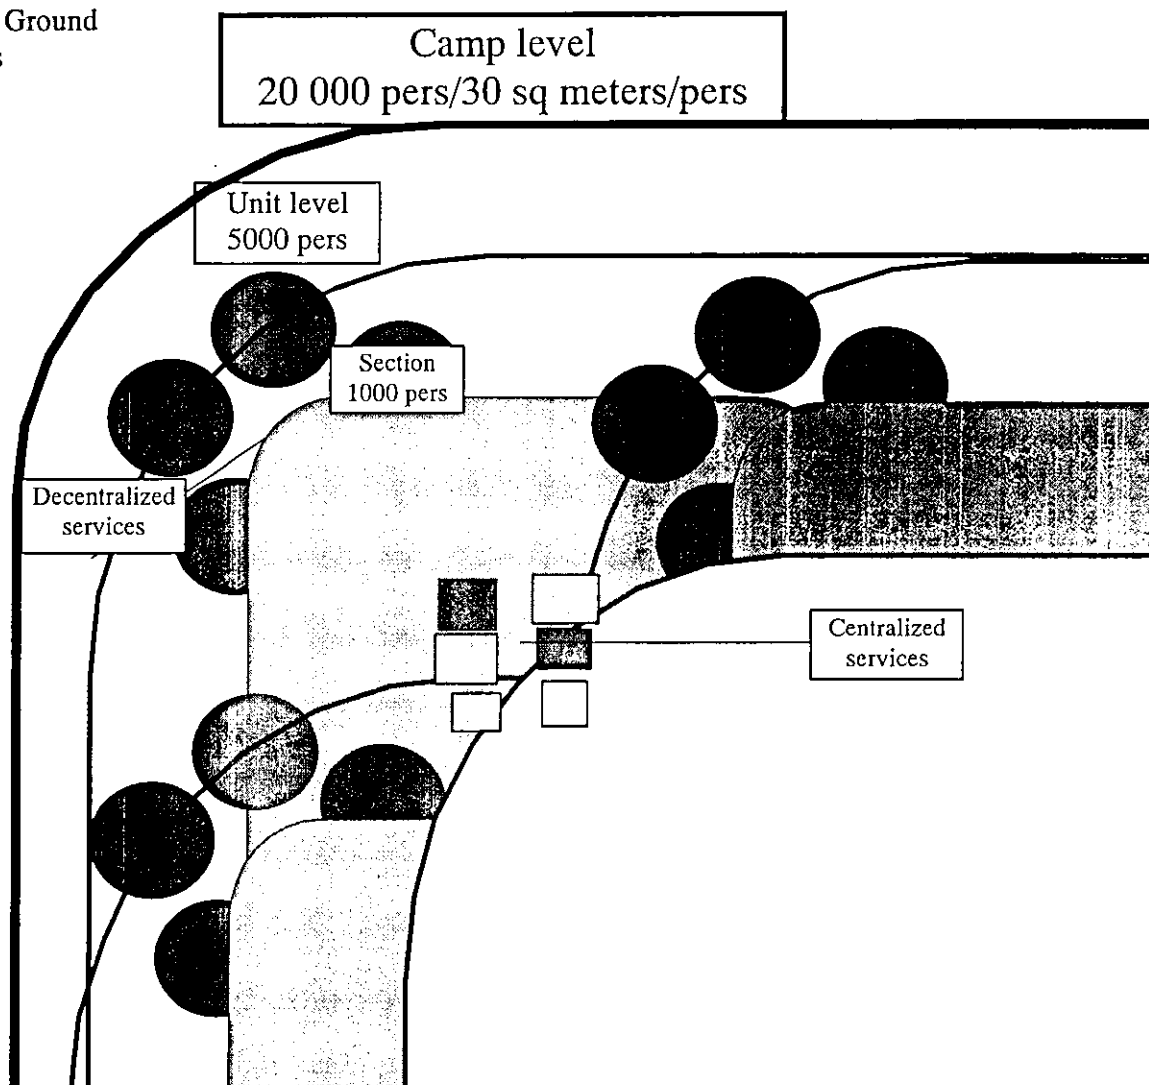 Ground
s
Camp level
20 000 pers/30 sq meters/pers
Unit level
5000 pers
Section
1000 pers
Decentralized
services
Centralized
services